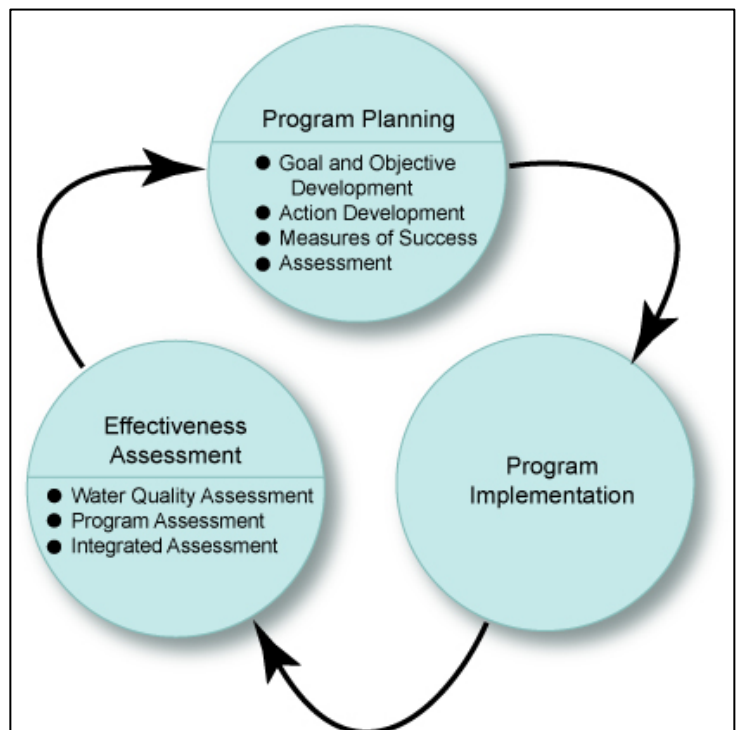 Program Planning
● Goal and Objective
Development
● Action Development
● Measures of Success
● Assessment
Effectiveness
Assessment
● Water Quality Assessment
● Program Assessment
● Integrated Assessment
Program
Implementation